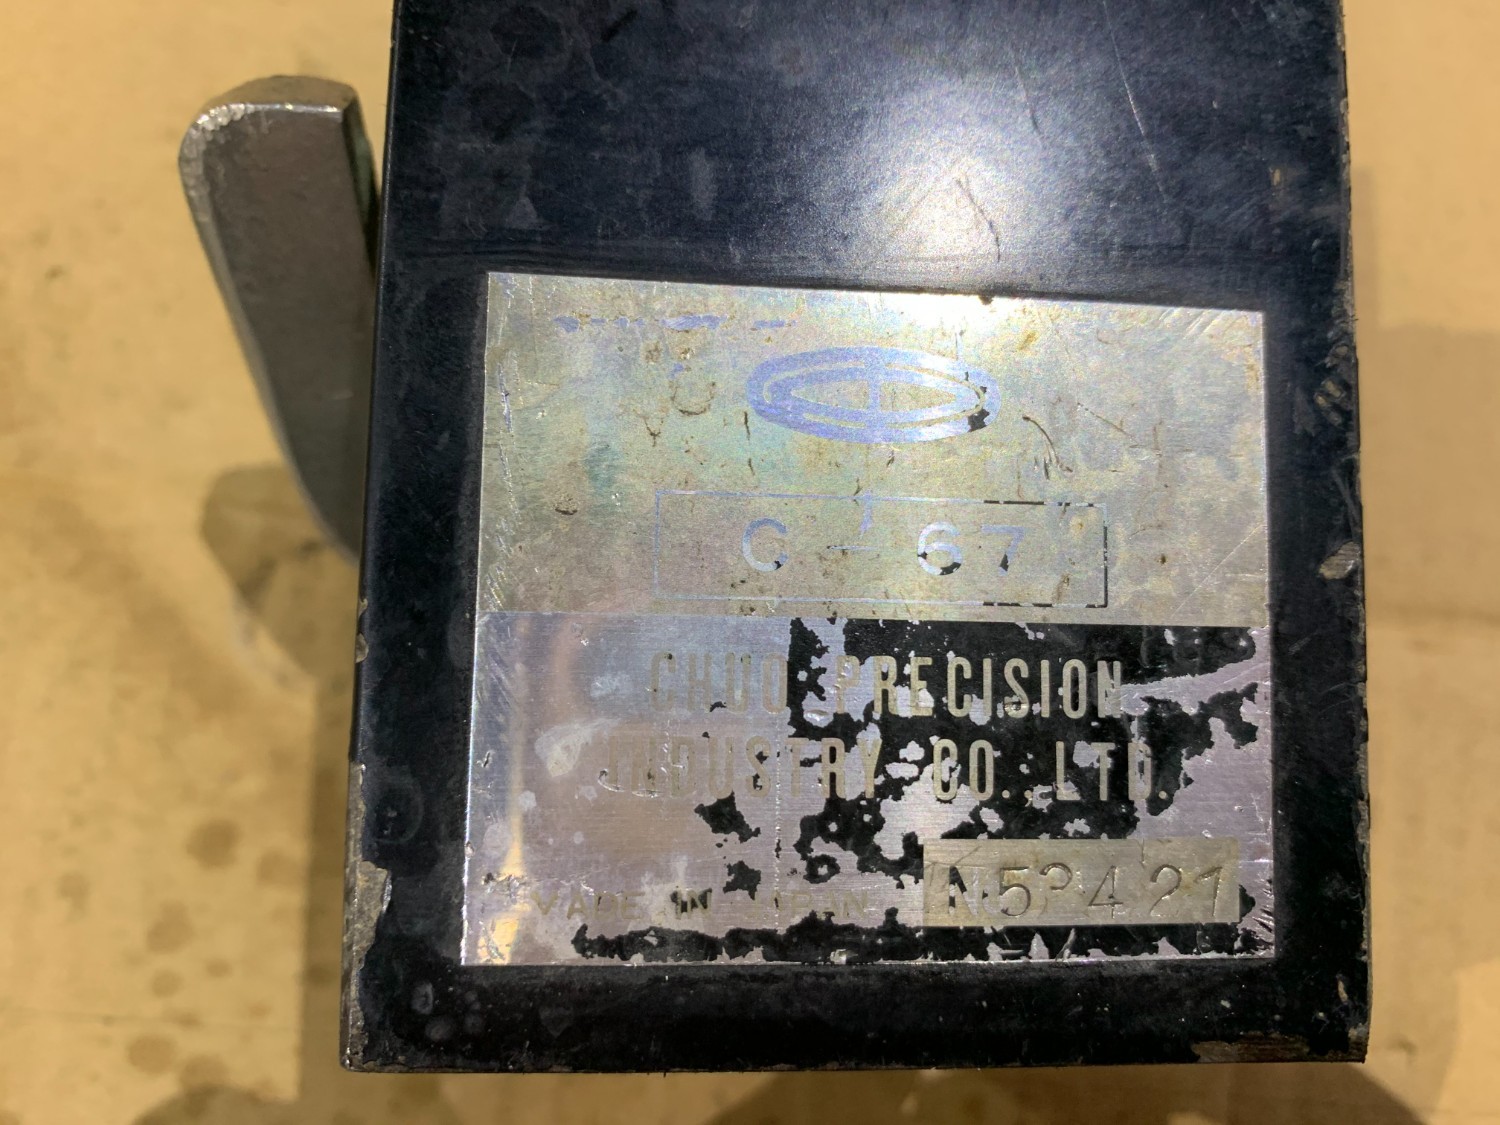 C - 67
CHUO PRECISION
INDUSTRY CO., LTD.
MADE IN JAPAN